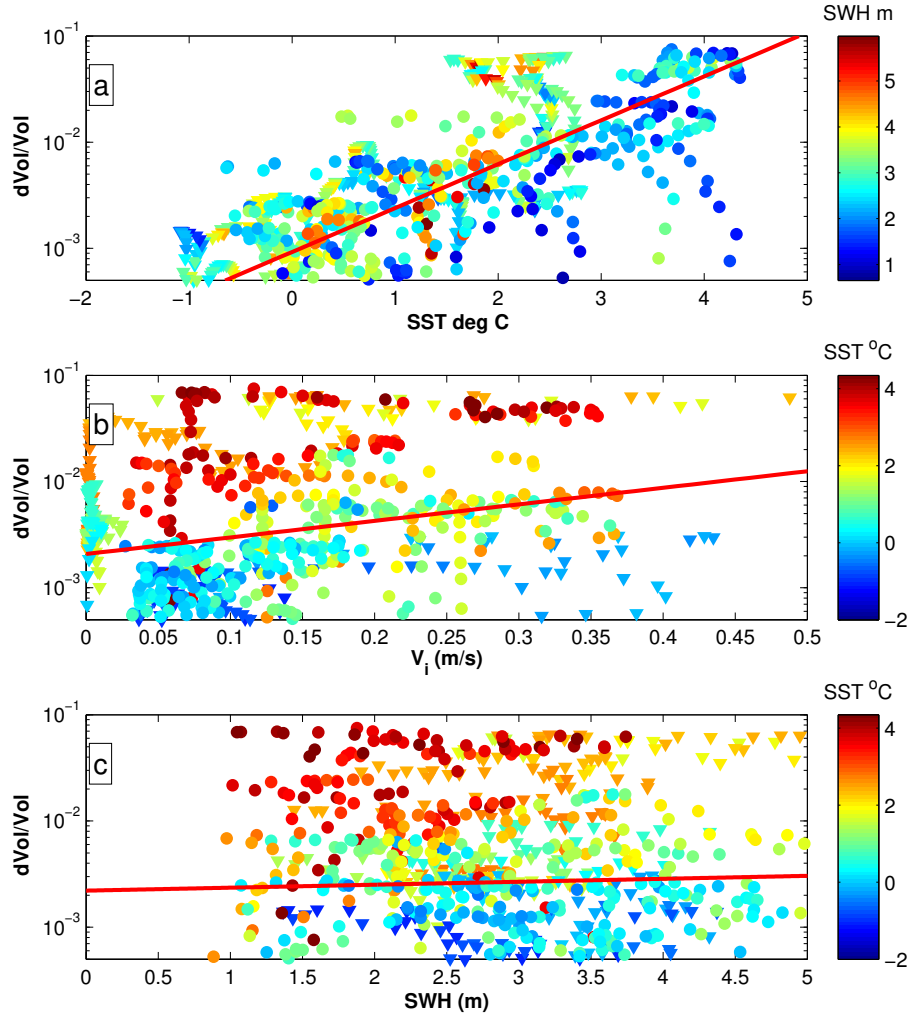 SWH m
a
dVol/Vol
10⁻¹
10⁻²
10⁻³
−2 −1 0 1 2 3 4 5
SST deg C
5
4
3
2
1
SST °C
b
dVol/Vol
10⁻¹
10⁻²
10⁻³
0 0.05 0.1 0.15 0.2 0.25 0.3 0.35 0.4 0.45 0.5
V_i (m/s)
4
2
0
−2
SST °C
c
dVol/Vol
10⁻¹
10⁻²
10⁻³
0 0.5 1 1.5 2 2.5 3 3.5 4 4.5 5
SWH (m)
4
2
0
−2